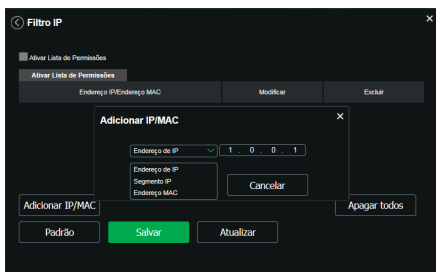 Filtro IP
Ativar Lista de Permissões
Ativar Lista de Permissões
Endereço IP/Endereço MAC Modificar Excluir
Adicionar IP/MAC
Endereço de IP 1 . 0 . 0 . 1
Endereço de IP
Segmento IP
Endereço MAC
Cancelar
Adicionar IP/MAC Apagar todos
Padrão Salvar Atualizar